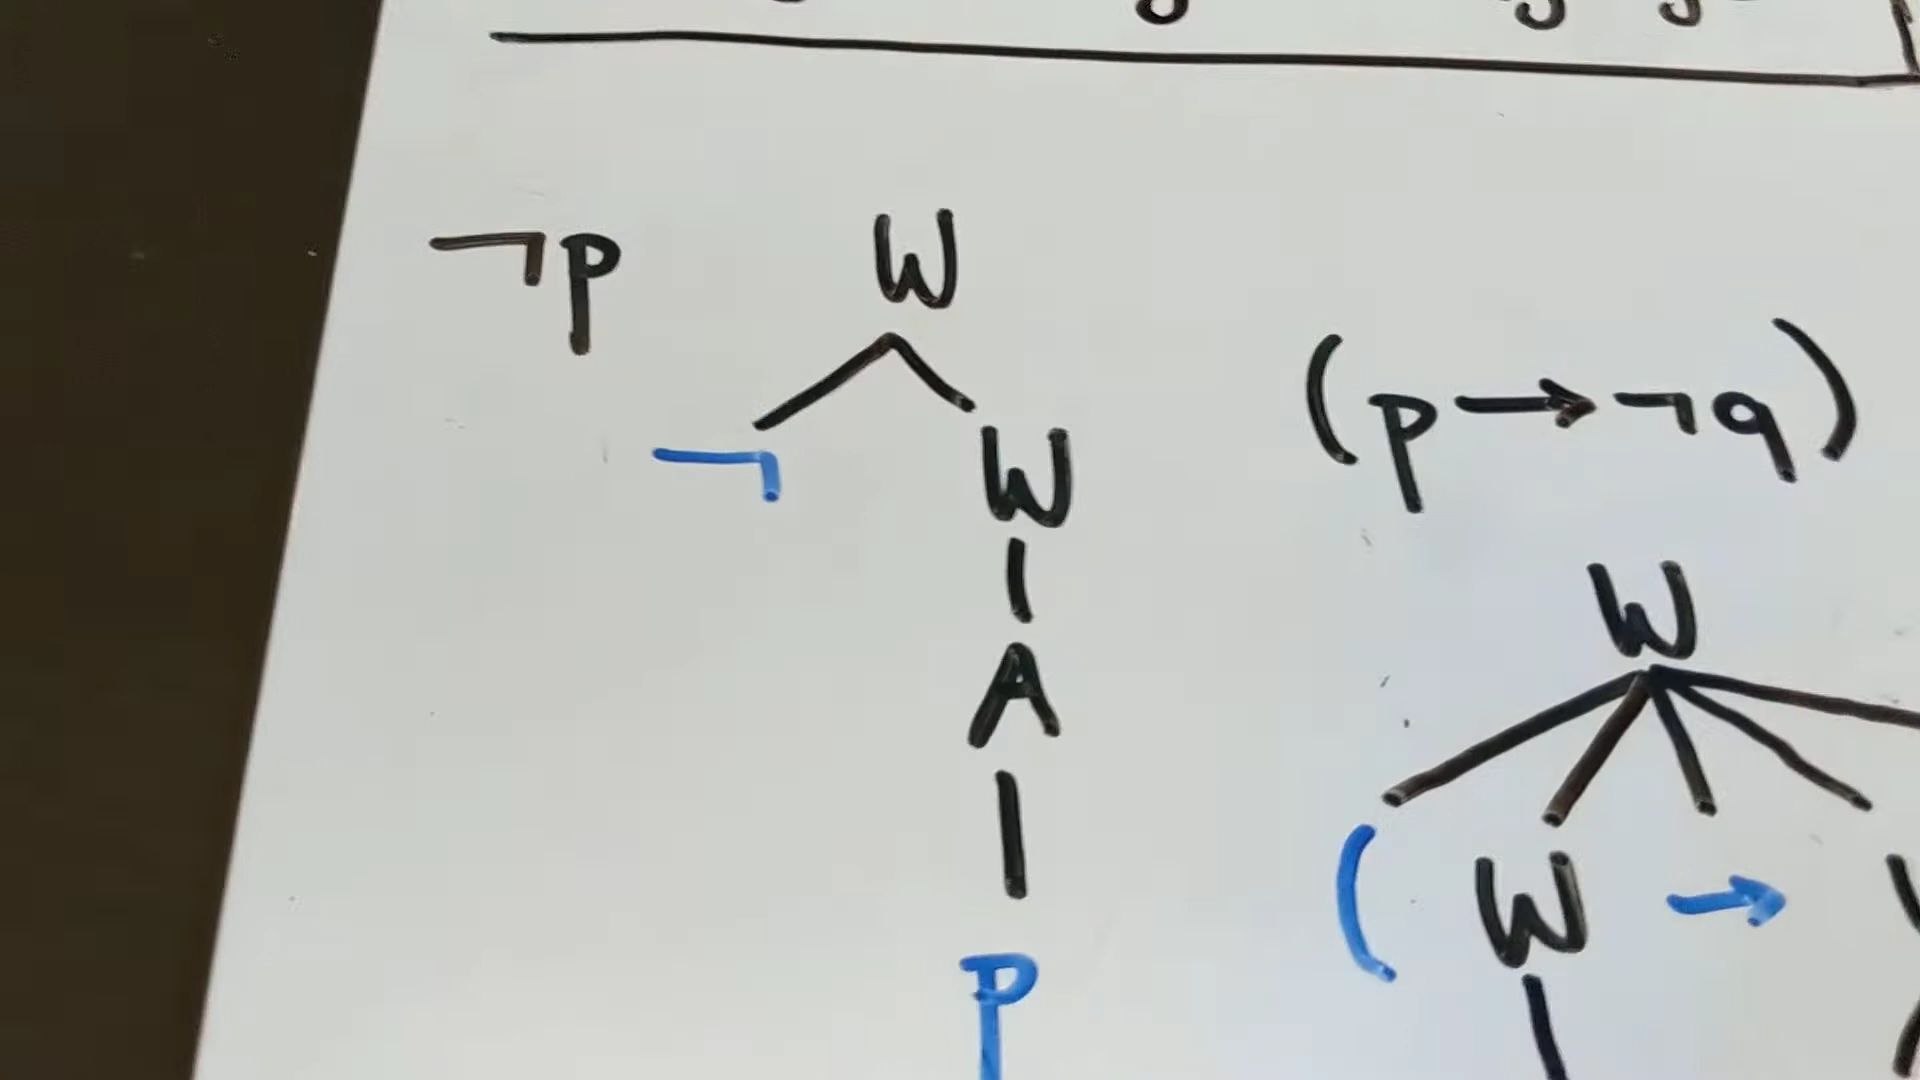 ¬p
W
¬ W
A
p
(p → ¬q)
W
( W →